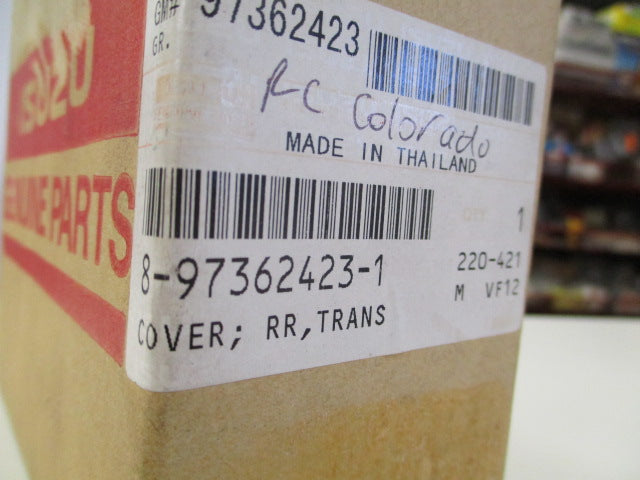 ISUZU
GENUINE PARTS
GM#
97362423
GR.
RC Colorado
MADE IN THAILAND
QTY
1
8-97362423-1
220-421
M VF12
COVER; RR,TRANS